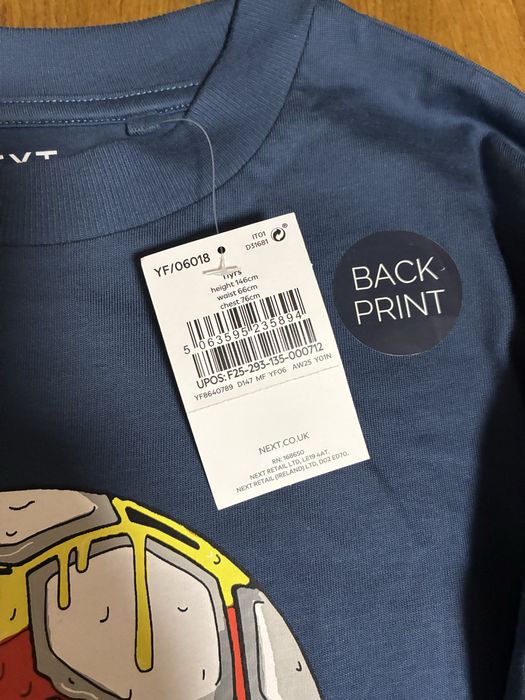 YF/06018
IT01
D31681
11yrs
height 146cm
waist 66cm
chest 76cm
5 063595 235894
UPOS: F25-293-135-000712
YF8640789 D147 MF YF06 AW25 Y01N
NEXT.CO.UK
RN: 168650
NEXT RETAIL LTD, LE19 4AT.
NEXT RETAIL (IRELAND) LTD, D02 ED70.
BACK
PRINT